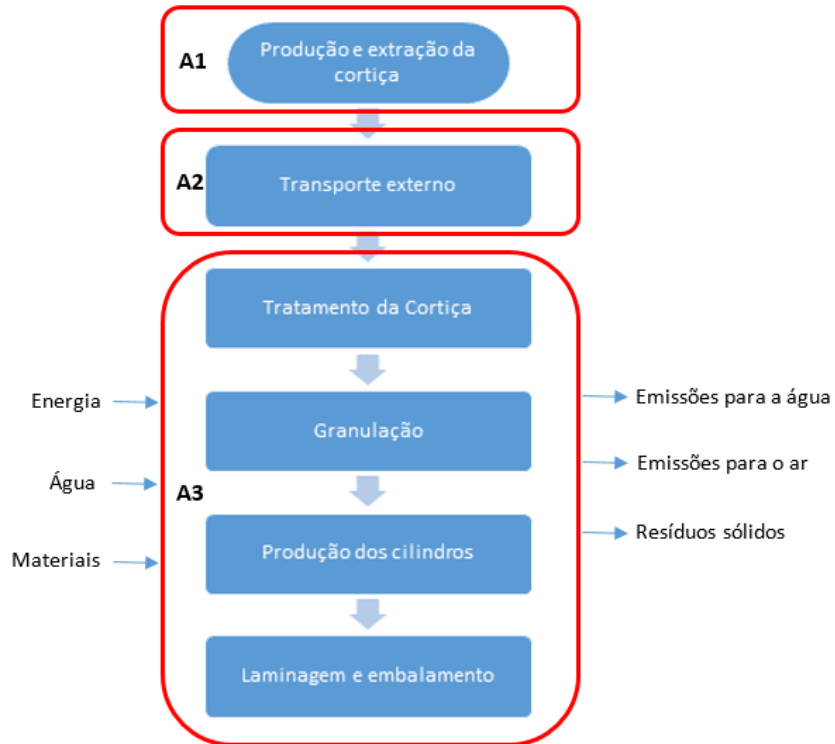 A1
Produção e extração da
cortiça
A2
Transporte externo
Tratamento da Cortiça
Energia
Granulação
Emissões para a água
Água
A3
Emissões para o ar
Materiais
Produção dos cilindros
Resíduos sólidos
Laminagem e embalamento